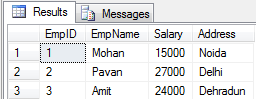 Results Messages
EmpID EmpName Salary Address
1 1 Mohan 15000 Noida
2 2 Pavan 27000 Delhi
3 3 Amit 24000 Dehradun